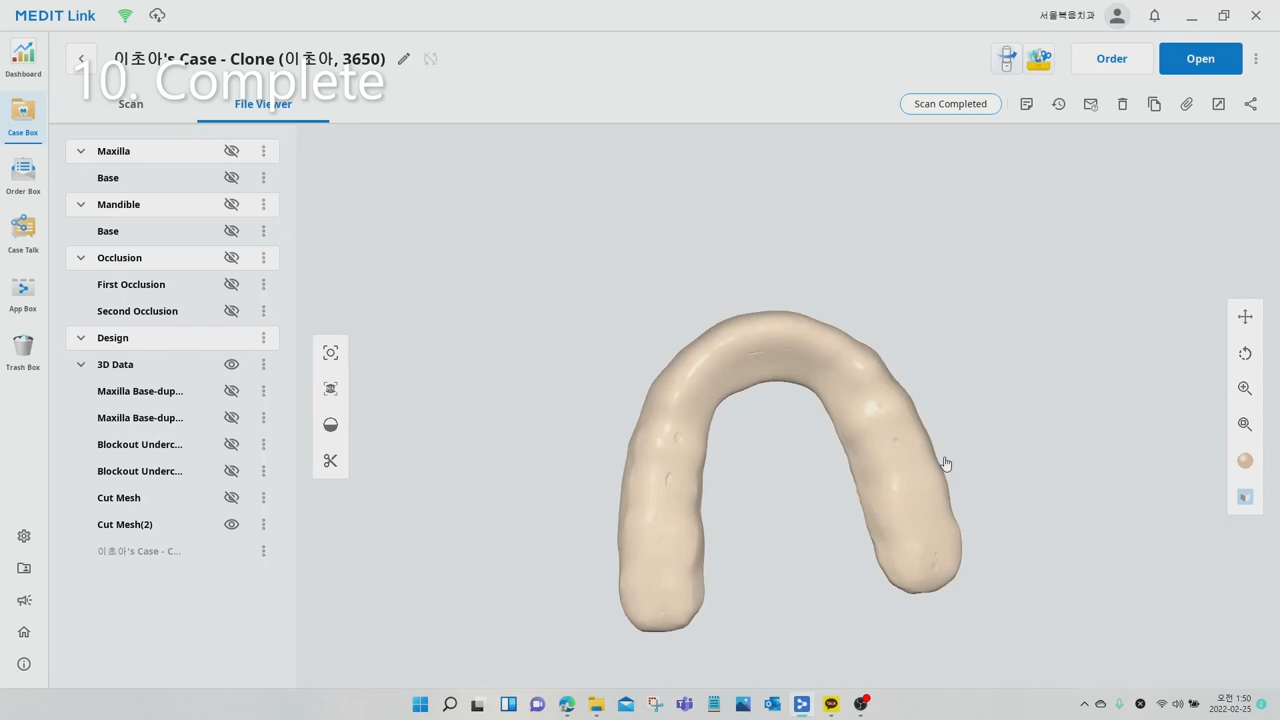 MEDIT Link
서울복음치과
Dashboard
Case Box
Order Box
Case Talk
App Box
Trash Box
이초아's Case - Clone (이초아, 3650)
10. Complete
Order
Open
Scan
File Viewer
Scan Completed
Maxilla
Base
Mandible
Base
Occlusion
First Occlusion
Second Occlusion
Design
3D Data
Maxilla Base-dup...
Maxilla Base-dup...
Blockout Underc...
Blockout Underc...
Cut Mesh
Cut Mesh(2)
이초아's Case - C...
TALK
오전 1:50
2022-02-25
2